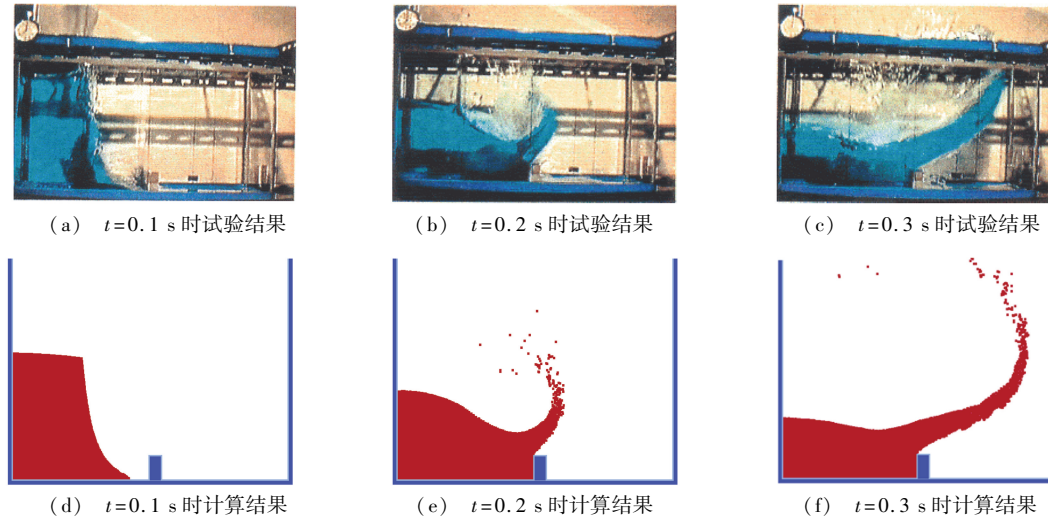 (a) t=0.1 s 时试验结果
(b) t=0.2 s 时试验结果
(c) t=0.3 s 时试验结果
(d) t=0.1 s 时计算结果
(e) t=0.2 s 时计算结果
(f) t=0.3 s 时计算结果